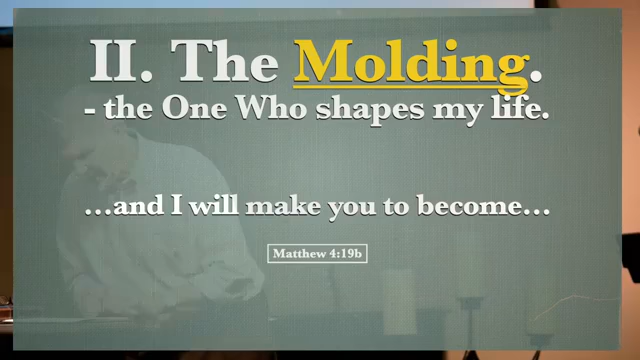 II. The Molding.
- the One Who shapes my life.
...and I will make you to become...
Matthew 4:19b